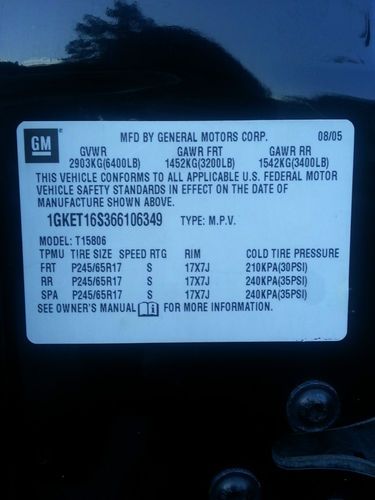 GM
MFD BY GENERAL MOTORS CORP. 08/05
GVWR GAWR FRT GAWR RR
2903KG(6400LB) 1452KG(3200LB) 1542KG(3400LB)
THIS VEHICLE CONFORMS TO ALL APPLICABLE U.S. FEDERAL MOTOR
VEHICLE SAFETY STANDARDS IN EFFECT ON THE DATE OF
MANUFACTURE SHOWN ABOVE.
1GKET16S366106349 TYPE: M.P.V.
MODEL: T15806
TPMU TIRE SIZE SPEED RTG RIM COLD TIRE PRESSURE
FRT P245/65R17 S 17X7J 210KPA(30PSI)
RR P245/65R17 S 17X7J 240KPA(35PSI)
SPA P245/65R17 S 17X7J 240KPA(35PSI)
SEE OWNER'S MANUAL FOR MORE INFORMATION.